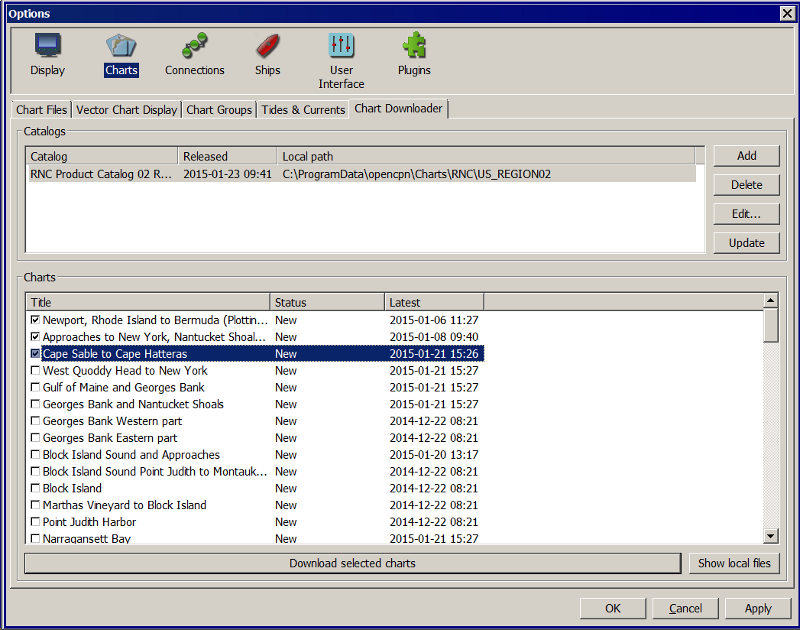 Options
Display Charts Connections Ships User Interface Plugins
Chart Files Vector Chart Display Chart Groups Tides & Currents Chart Downloader
Catalogs
Catalog Released Local path
RNC Product Catalog 02 R... 2015-01-23 09:41 C:\ProgramData\opencpn\Charts\RNC\US_REGION02
Add
Delete
Edit...
Update
Charts
Title Status Latest
Newport, Rhode Island to Bermuda (Plottin... New 2015-01-06 11:27
Approaches to New York, Nantucket Shoal... New 2015-01-08 09:40
Cape Sable to Cape Hatteras New 2015-01-21 15:26
West Quoddy Head to New York New 2015-01-21 15:27
Gulf of Maine and Georges Bank New 2015-01-21 15:27
Georges Bank and Nantucket Shoals New 2015-01-21 15:27
Georges Bank Western part New 2014-12-22 08:21
Georges Bank Eastern part New 2014-12-22 08:21
Block Island Sound and Approaches New 2015-01-20 13:17
Block Island Sound Point Judith to Montauk... New 2014-12-22 08:21
Block Island New 2014-12-22 08:21
Marthas Vineyard to Block Island New 2014-12-22 08:21
Point Judith Harbor New 2014-12-22 08:21
Narragansett Bay New 2015-01-21 15:27
Download selected charts Show local files
OK Cancel Apply